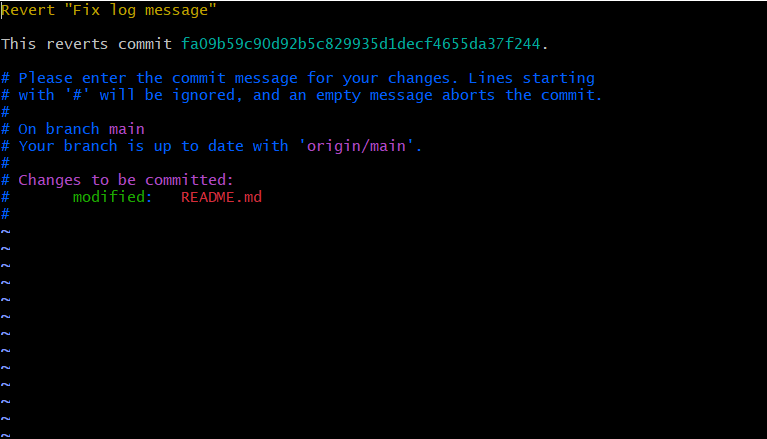 Revert "Fix log message"
This reverts commit fa09b59c90d92b5c829935d1decf4655da37f244.
# Please enter the commit message for your changes. Lines starting
# with '#' will be ignored, and an empty message aborts the commit.
#
# On branch main
# Your branch is up to date with 'origin/main'.
#
# Changes to be committed:
#       modified:   README.md
#
~
~
~
~
~
~
~
~
~
~
~
~
~